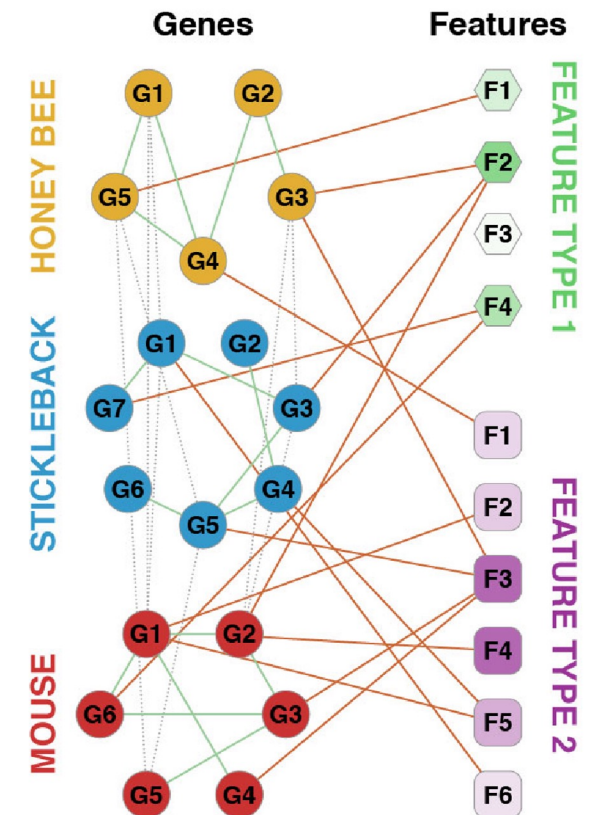 Genes
Features
HONEY BEE
G1
G2
G5
G3
G4
STICKLEBACK
G1
G2
G7
G3
G6
G4
G5
MOUSE
G1
G2
G6
G3
G5
G4
F1
F2
F3
F4
FEATURE TYPE 1
F1
F2
F3
F4
F5
F6
FEATURE TYPE 2